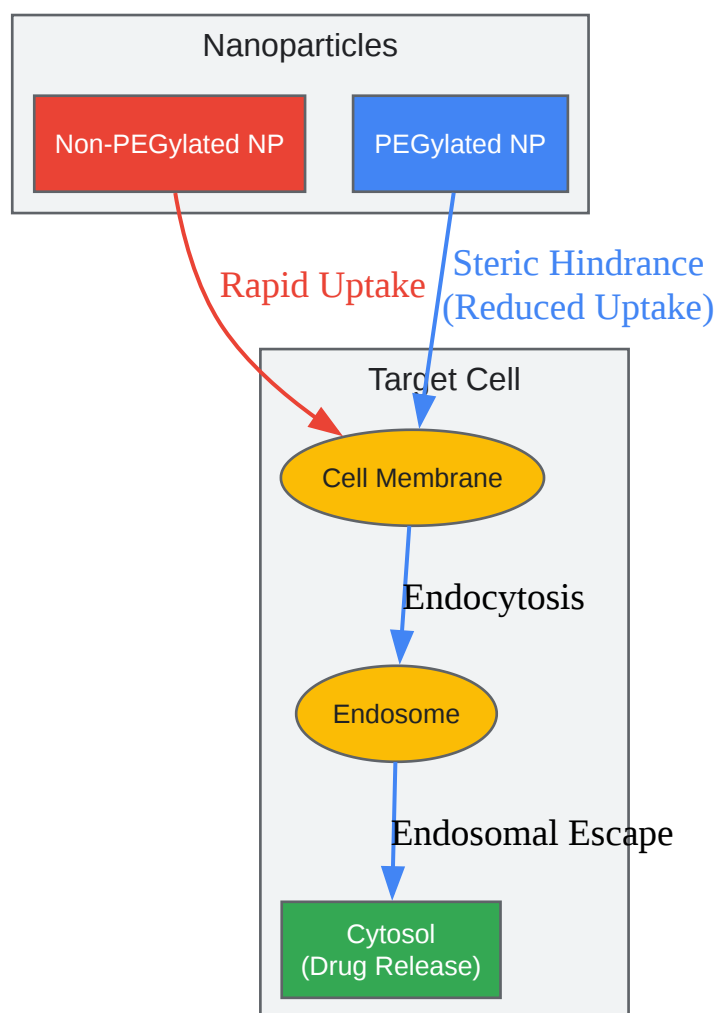 Nanoparticles
Non-PEGylated NP
PEGylated NP
Rapid Uptake
Steric Hindrance
(Reduced Uptake)
Target Cell
Cell Membrane
Endocytosis
Endosome
Endosomal Escape
Cytosol
(Drug Release)